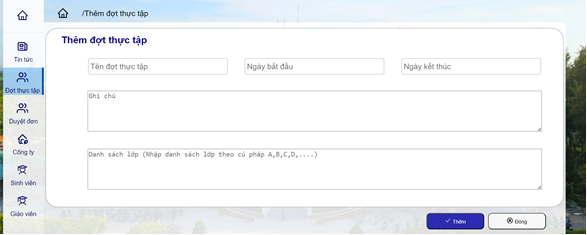 /Thêm đợt thực tập
Thêm đợt thực tập
Tin tức
Đợt thực tập
Duyệt đơn
Công ty
Sinh viên
Giáo viên
Tên đợt thực tập
Ngày bắt đầu
Ngày kết thúc
Ghi chú
Danh sách lớp (Nhập danh sách lớp theo cú pháp A,B,C,D,....)
Thêm
Đóng